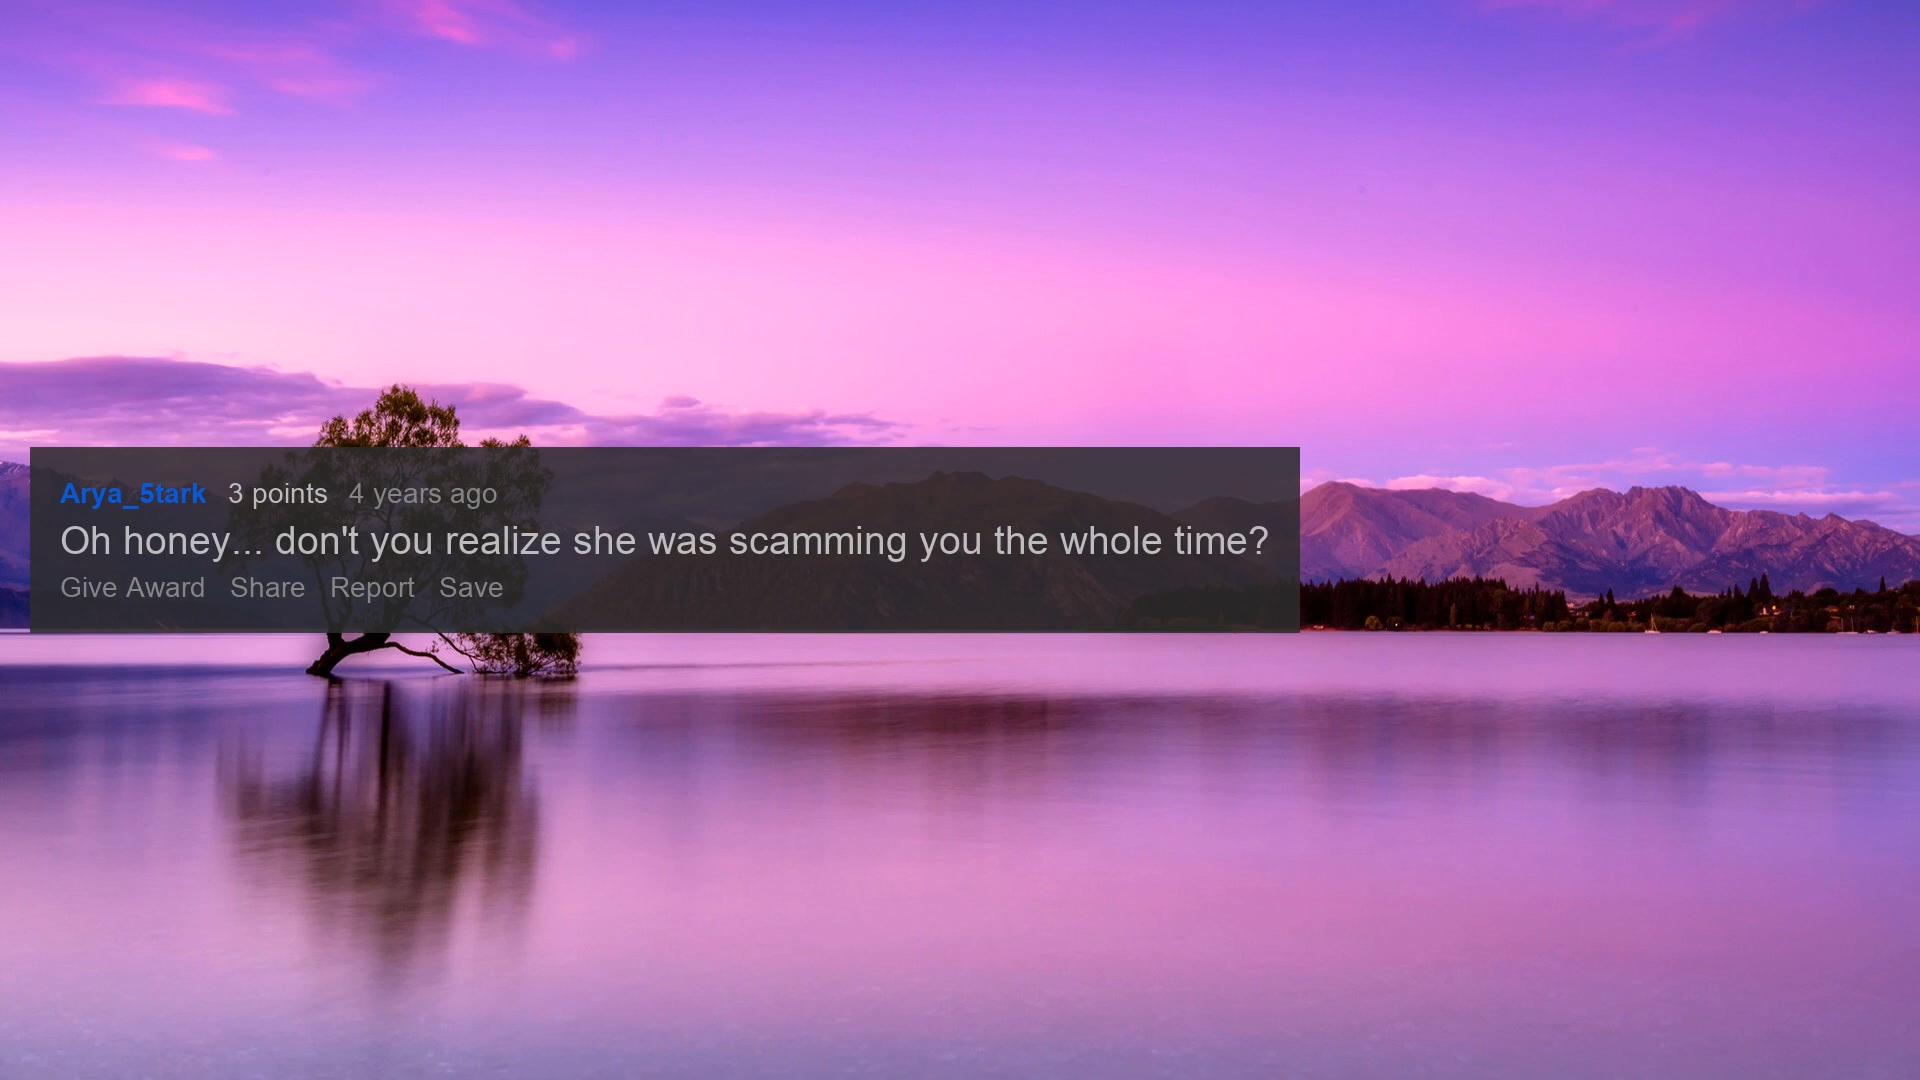 Arya_5tark 3 points 4 years ago
Oh honey... don't you realize she was scamming you the whole time?
Give Award Share Report Save